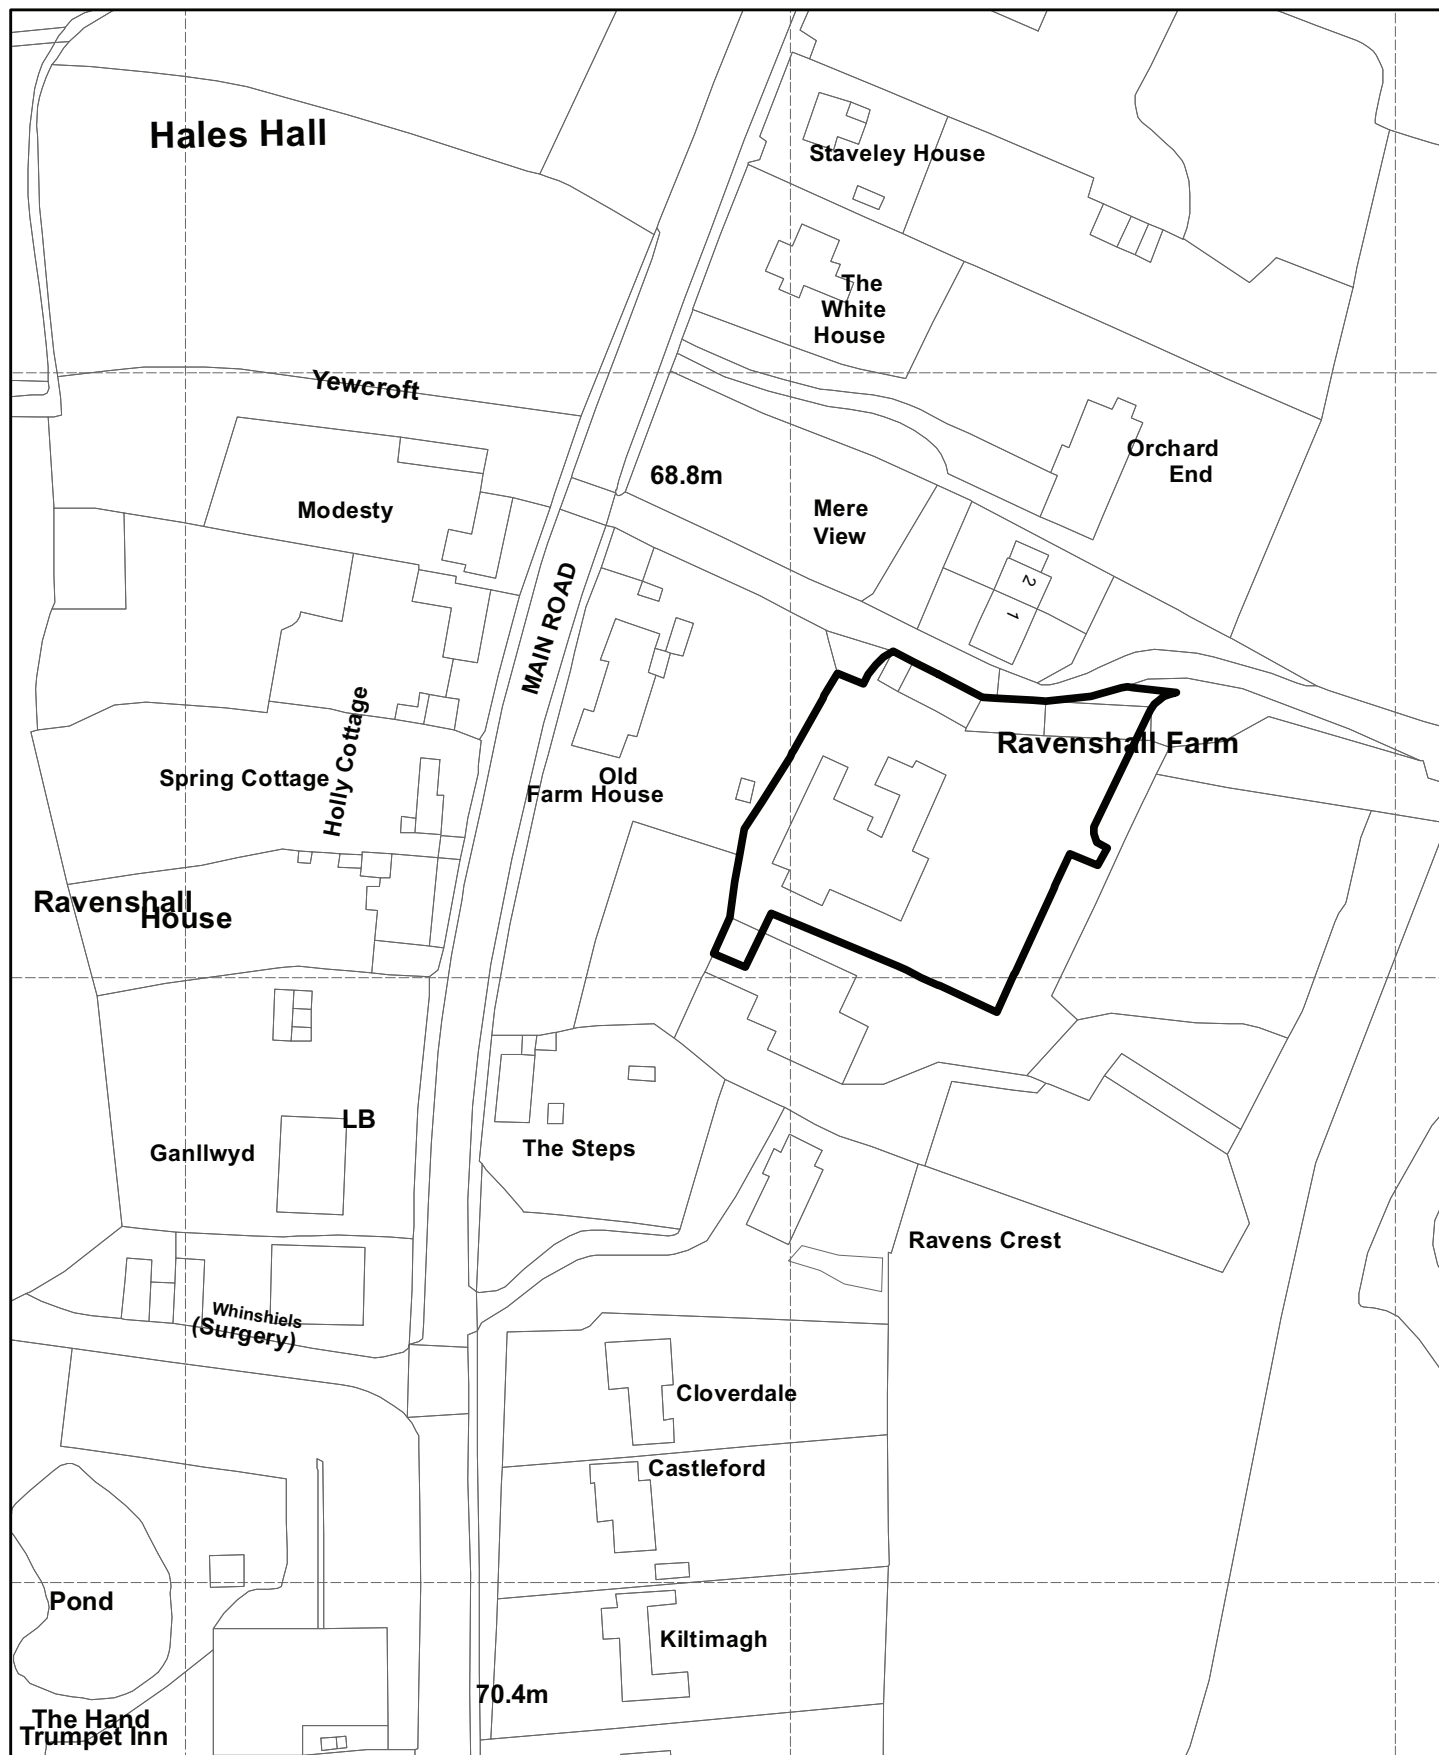 Hales Hall
Staveley House
The
White
House
Yewcroft
Orchard
End
68.8m
Modesty
Mere
View
2
1
MAIN ROAD
Ravenshall Farm
Holly Cottage
Spring Cottage
Old
Farm House
Ravenshall
House
LB
Ganllwyd
The Steps
Ravens Crest
Whinshiels
(Surgery)
Cloverdale
Castleford
Pond
Kiltimagh
70.4m
The Hand
Trumpet Inn